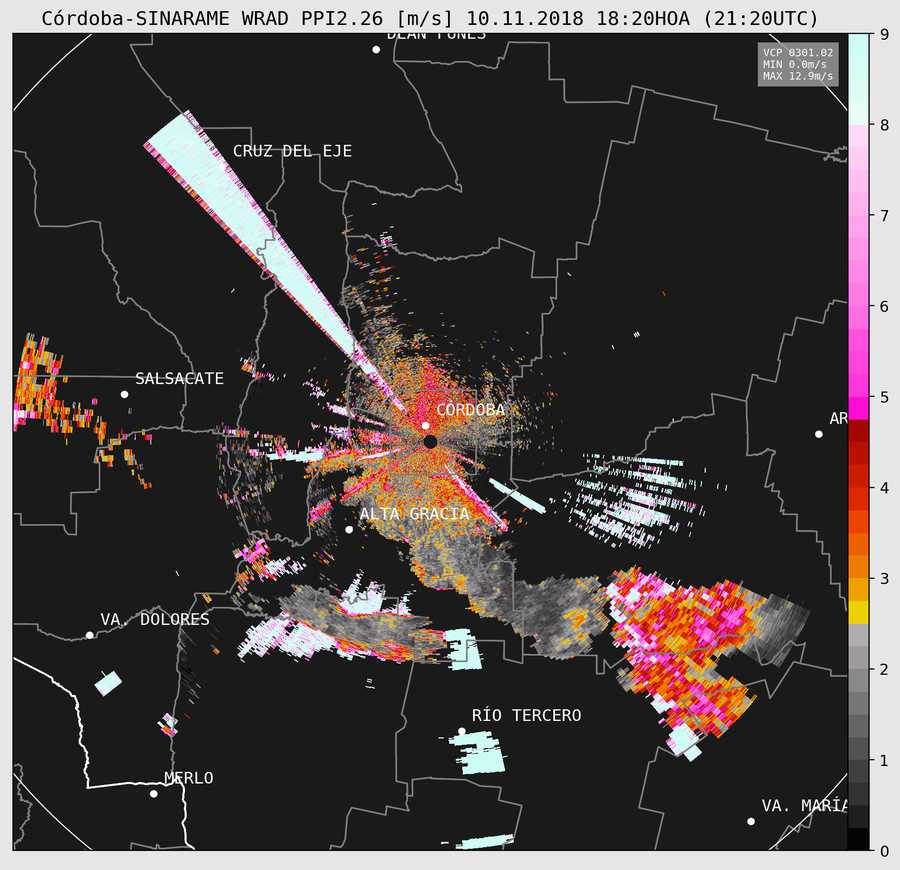 Córdoba-SINARAME WRAD PPI2.26 [m/s] 10.11.2018 18:20HOA (21:20UTC)
DEÁN FUNES
VCP 0301.02
MIN 0.0m/s
MAX 12.9m/s
9
8
CRUZ DEL EJE
7
6
SALSACATE
5
CÓRDOBA
AR
4
ALTA GRACIA
3
VA. DOLORES
2
RÍO TERCERO
1
MERLO
VA. MARÍA
0